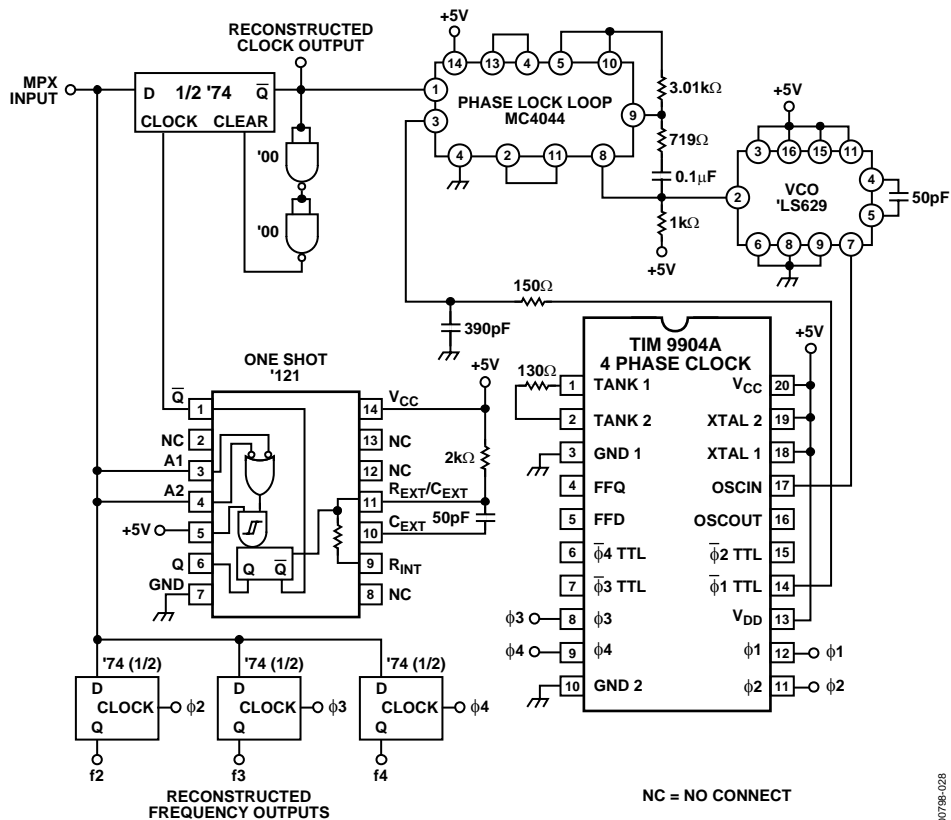 RECONSTRUCTED
CLOCK OUTPUT
MPX
INPUT
D 1/2 '74 Q̅
CLOCK CLEAR
'00
'00
+5V
14 13 4 5 10
1
3
PHASE LOCK LOOP
MC4044
9
4 2 11 8
3.01kΩ
719Ω
0.1μF
1kΩ
+5V
+5V
3 16 15 11
2
VCO
'LS629
4
5
50pF
6 8 9 7
150Ω
390pF
ONE SHOT
'121
Q̅ 1
NC 2
A1 3
A2 4
+5V 5
Q 6
GND 7
Q Q̅
14 VCC
13 NC
12 NC
11 REXT/CEXT
10 CEXT
9 RINT
8 NC
+5V
2kΩ
50pF
TIM 9904A
4 PHASE CLOCK
130Ω
1 TANK 1
2 TANK 2
3 GND 1
4 FFQ
5 FFD
6 ϕ̅4 TTL
7 ϕ̅3 TTL
ϕ3 8 ϕ3
ϕ4 9 ϕ4
10 GND 2
+5V
VCC 20
XTAL 2 19
XTAL 1 18
OSCIN 17
OSCOUT 16
ϕ̅2 TTL 15
ϕ̅1 TTL 14
VDD 13
ϕ1 12 ϕ1
ϕ2 11 ϕ2
'74 (1/2) '74 (1/2) '74 (1/2)
D D D
CLOCK ϕ2 CLOCK ϕ3 CLOCK ϕ4
Q Q Q
f2 f3 f4
RECONSTRUCTED
FREQUENCY OUTPUTS
NC = NO CONNECT
00798-028